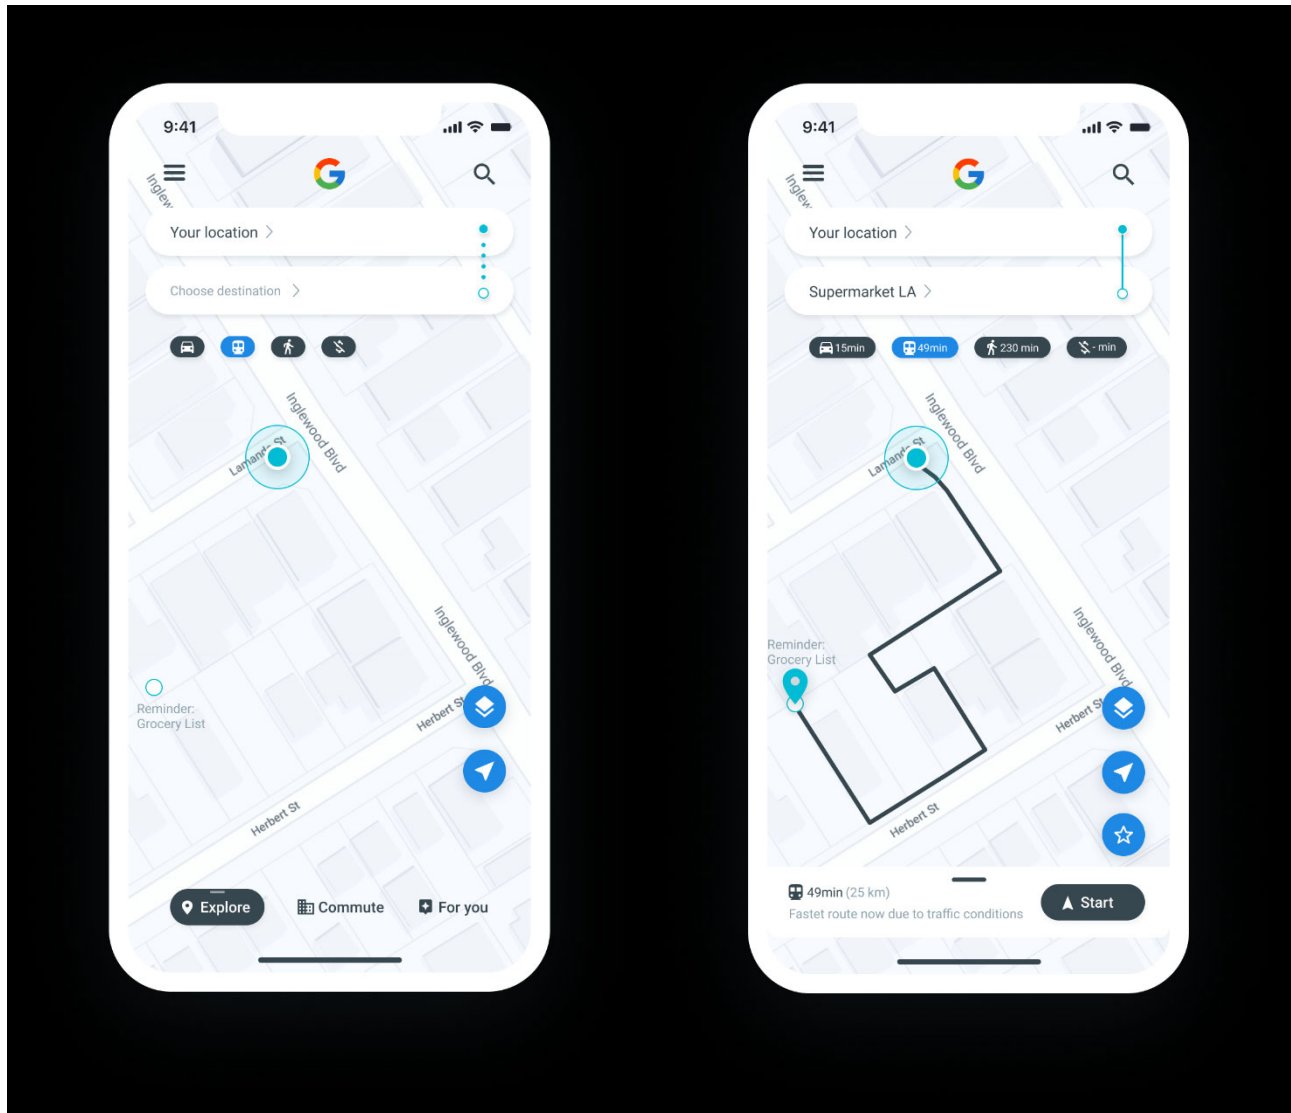 9:41
Inglew
Your location
Choose destination
Inglewood Blvd
Inglewood Blvd
Reminder:
Grocery List
Herbert S
Herbert St
Explore
Commute
For you
9:41
Inglew
Your location
Supermarket LA
15min
49min
230 min
- min
Inglewood Blvd
Inglewood Blvd
Reminder:
Grocery List
Herbert S
Herbert St
49min (25 km)
Fastet route now due to traffic conditions
Start